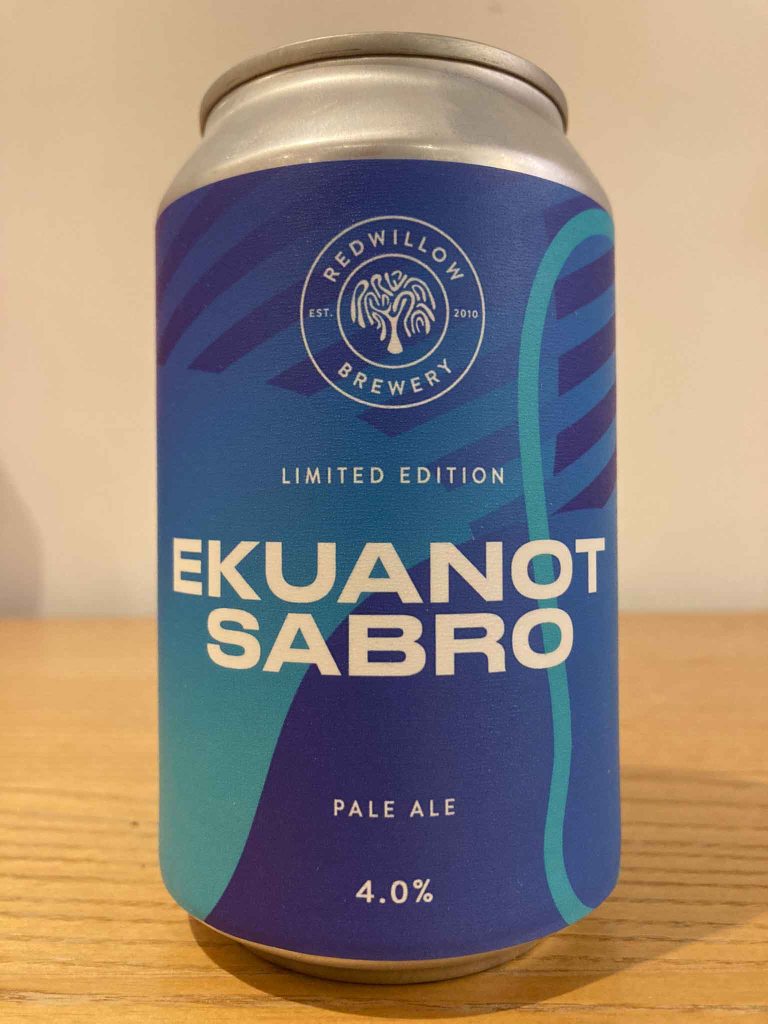 REDWILLOW
EST. 2010
BREWERY
LIMITED EDITION
EKUANOT
SABRO
PALE ALE
4.0%